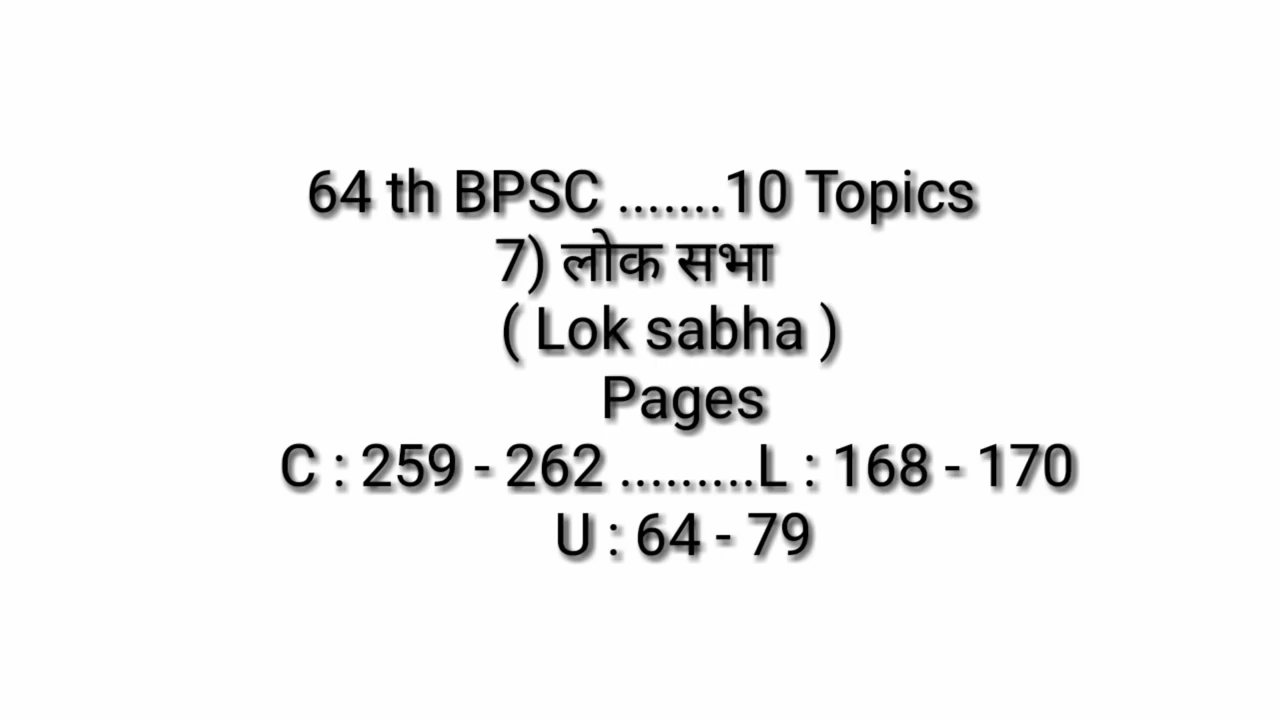 64 th BPSC .......10 Topics
7) लोक सभा
( Lok sabha )
Pages
C : 259 - 262 .........L : 168 - 170
U : 64 - 79